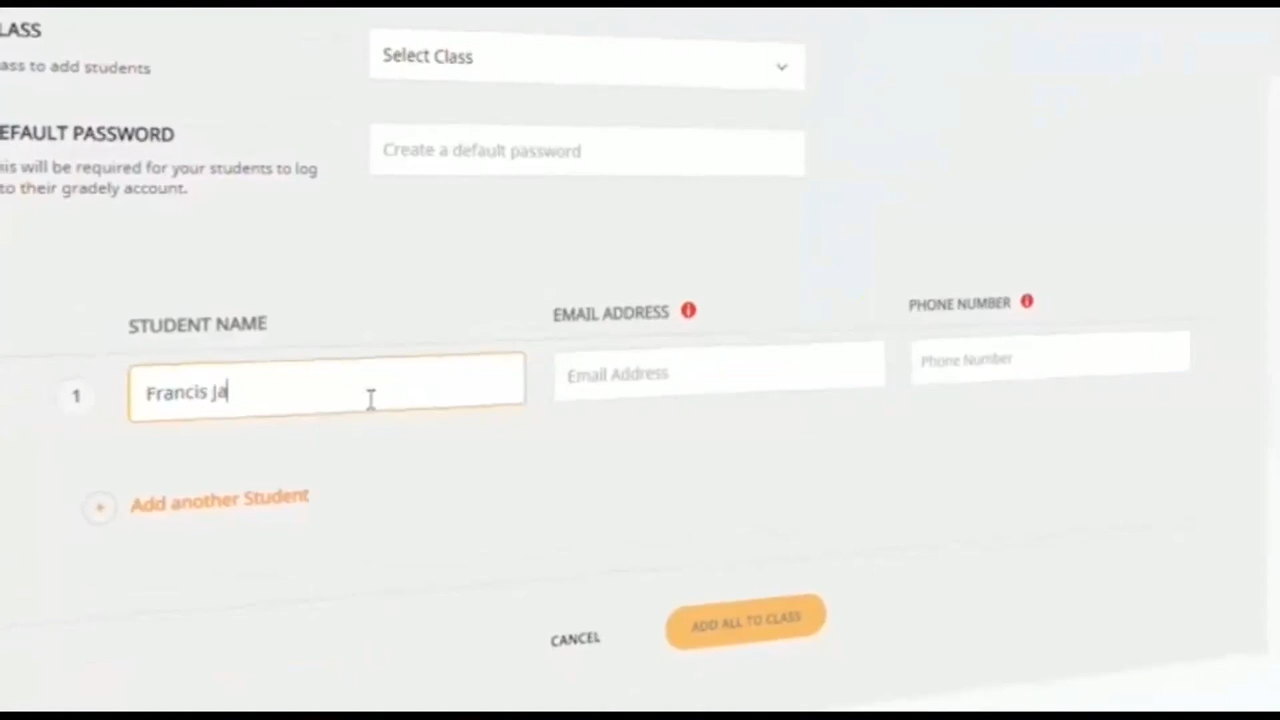 LASS
ass to add students
Select Class
EFAULT PASSWORD
his will be required for your students to log
to their gradely account.
Create a default password
STUDENT NAME
EMAIL ADDRESS
PHONE NUMBER
1
Francis Ja
Email Address
Phone Number
+ Add another Student
CANCEL
ADD ALL TO CLASS